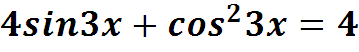 4sin3x + cos²3x = 4